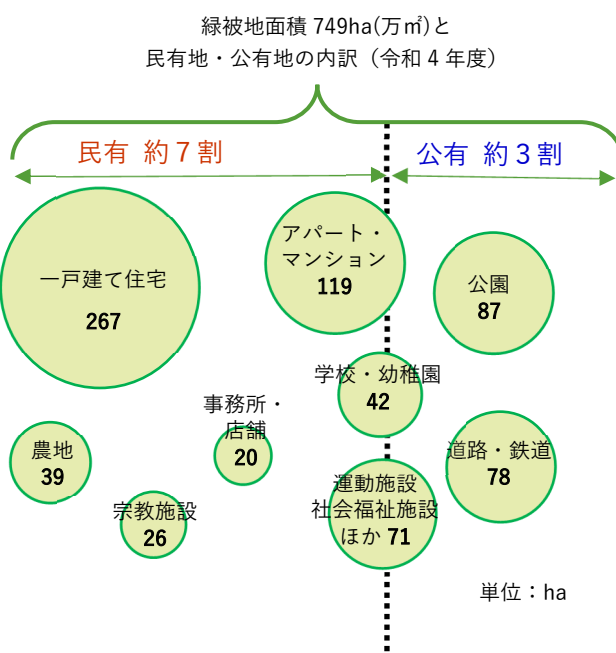 緑被地面積 749ha(万㎡)と
民有地・公有地の内訳（令和４年度）
民有 約７割
公有 約３割
一戸建て住宅
267
アパート・
マンション
119
公園
87
学校・幼稚園
42
事務所・
店舗
20
農地
39
宗教施設
26
運動施設
社会福祉施設
ほか 71
道路・鉄道
78
単位：ha